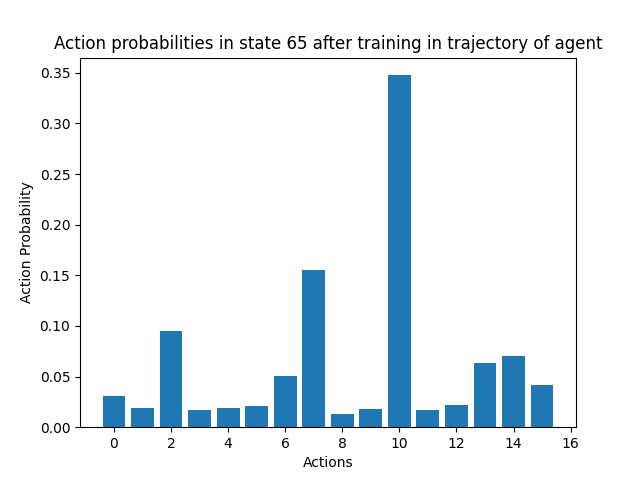 Action probabilities in state 65 after training in trajectory of agent
0.35
0.30
0.25
0.20
0.15
0.10
0.05
0.00
Action Probability
0 2 4 6 8 10 12 14 16
Actions